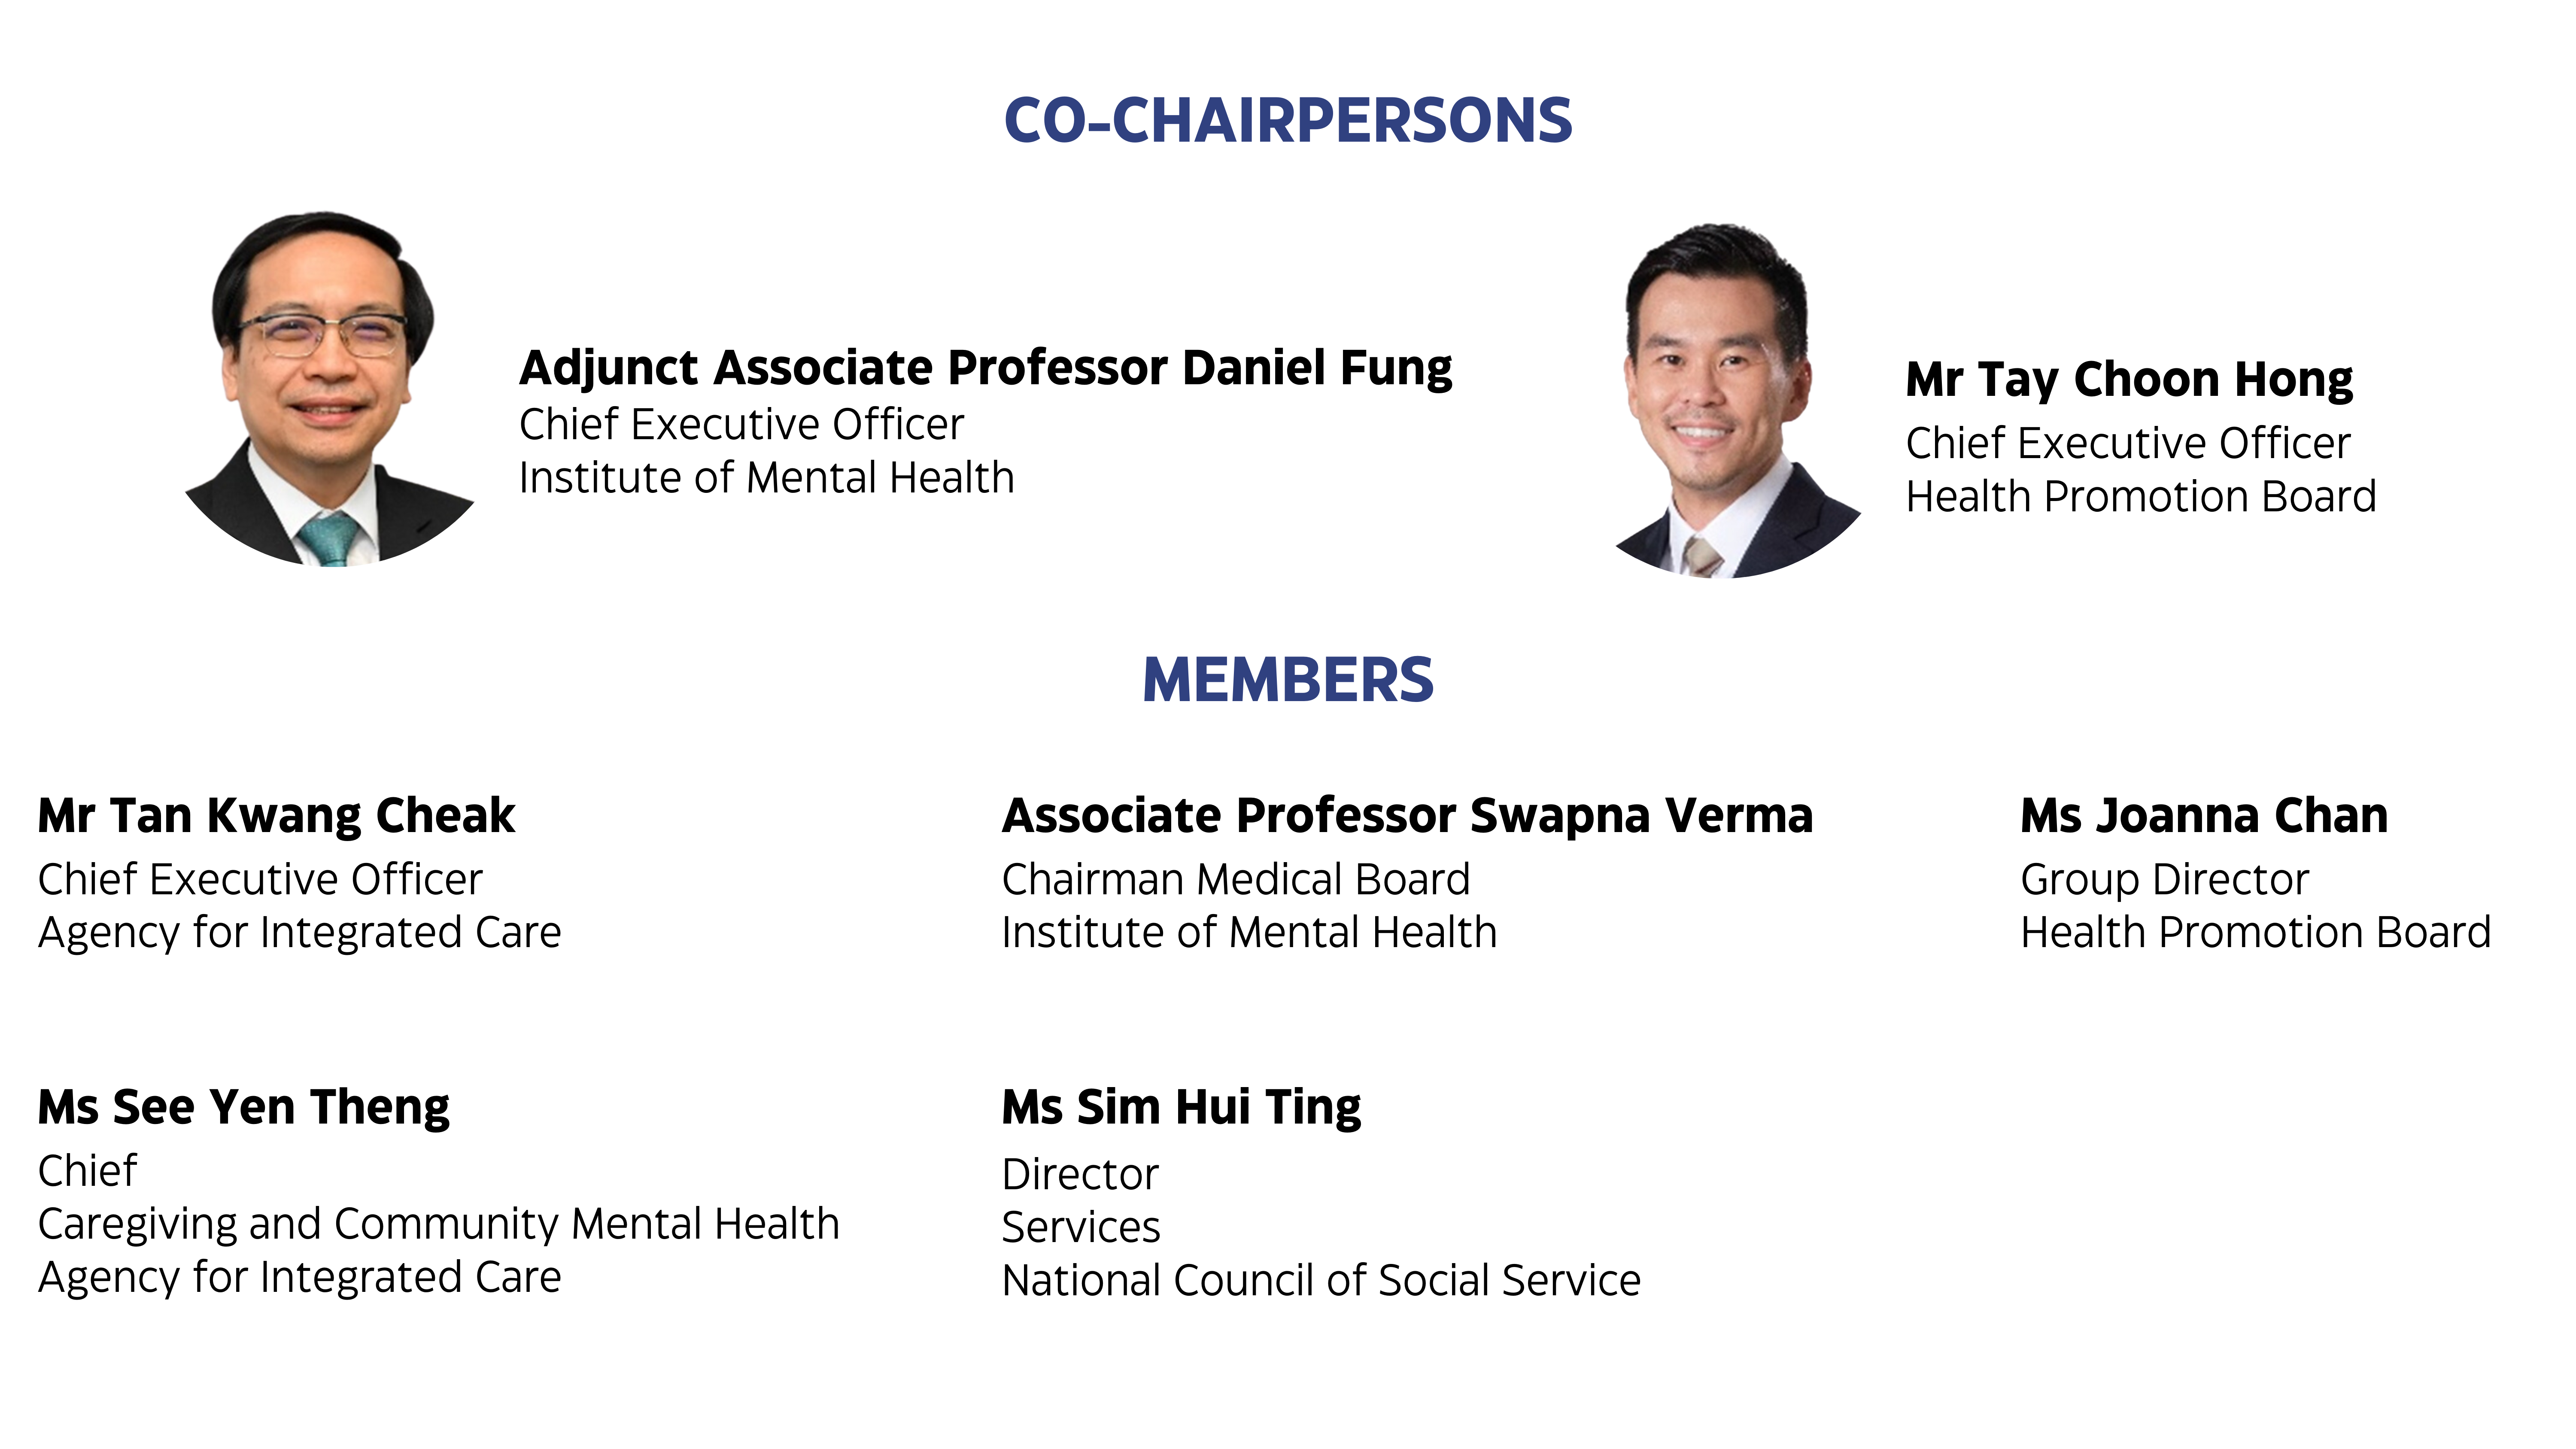 CO-CHAIRPERSONS
Adjunct Associate Professor Daniel Fung
Chief Executive Officer
Institute of Mental Health
Mr Tay Choon Hong
Chief Executive Officer
Health Promotion Board
MEMBERS
Mr Tan Kwang Cheak
Chief Executive Officer
Agency for Integrated Care
Associate Professor Swapna Verma
Chairman Medical Board
Institute of Mental Health
Ms Joanna Chan
Group Director
Health Promotion Board
Ms See Yen Theng
Chief
Caregiving and Community Mental Health
Agency for Integrated Care
Ms Sim Hui Ting
Director
Services
National Council of Social Service